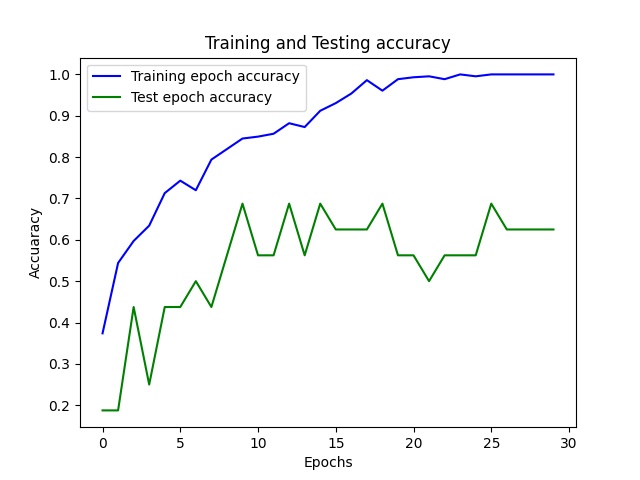 Training and Testing accuracy
Training epoch accuracy
Test epoch accuracy
1.0
0.9
0.8
0.7
0.6
0.5
0.4
0.3
0.2
Accuaracy
0 5 10 15 20 25 30
Epochs